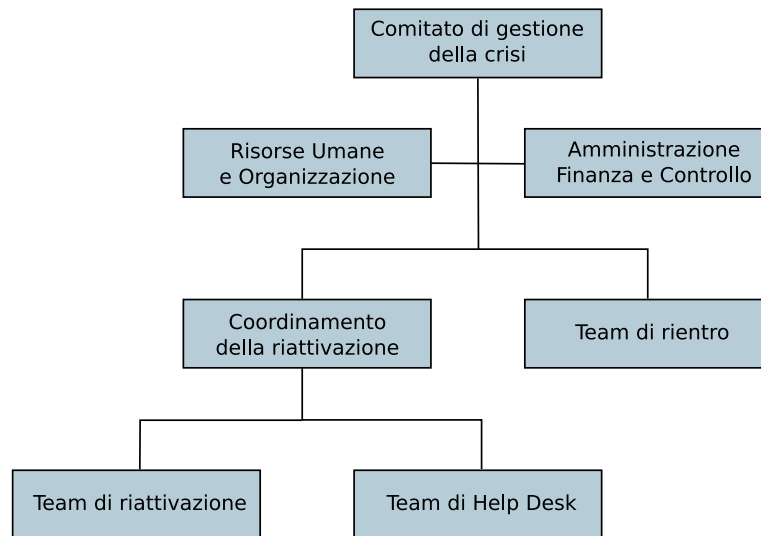 Comitato di gestione
della crisi
Risorse Umane
e Organizzazione
Amministrazione
Finanza e Controllo
Coordinamento
della riattivazione
Team di rientro
Team di riattivazione
Team di Help Desk